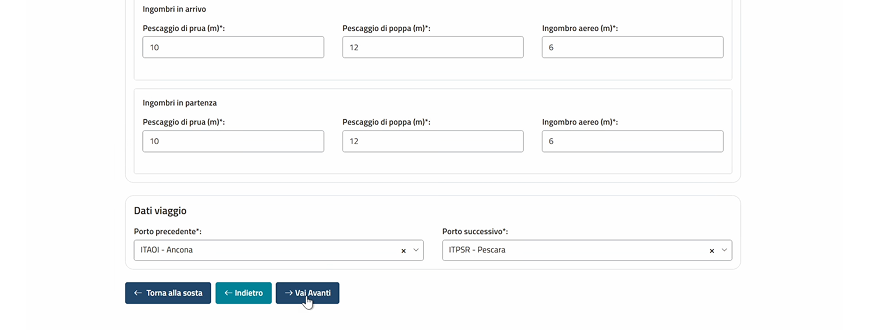 Ingombri in arrivo
Pescaggio di prua (m)*: Pescaggio di poppa (m)*: Ingombro aereo (m)*:
10 12 6
Ingombri in partenza
Pescaggio di prua (m)*: Pescaggio di poppa (m)*: Ingombro aereo (m)*:
10 12 6
Dati viaggio
Porto precedente*: Porto successivo*:
ITAOI - Ancona × ITPSR - Pescara ×
← Torna alla sosta ← Indietro → Vai Avanti